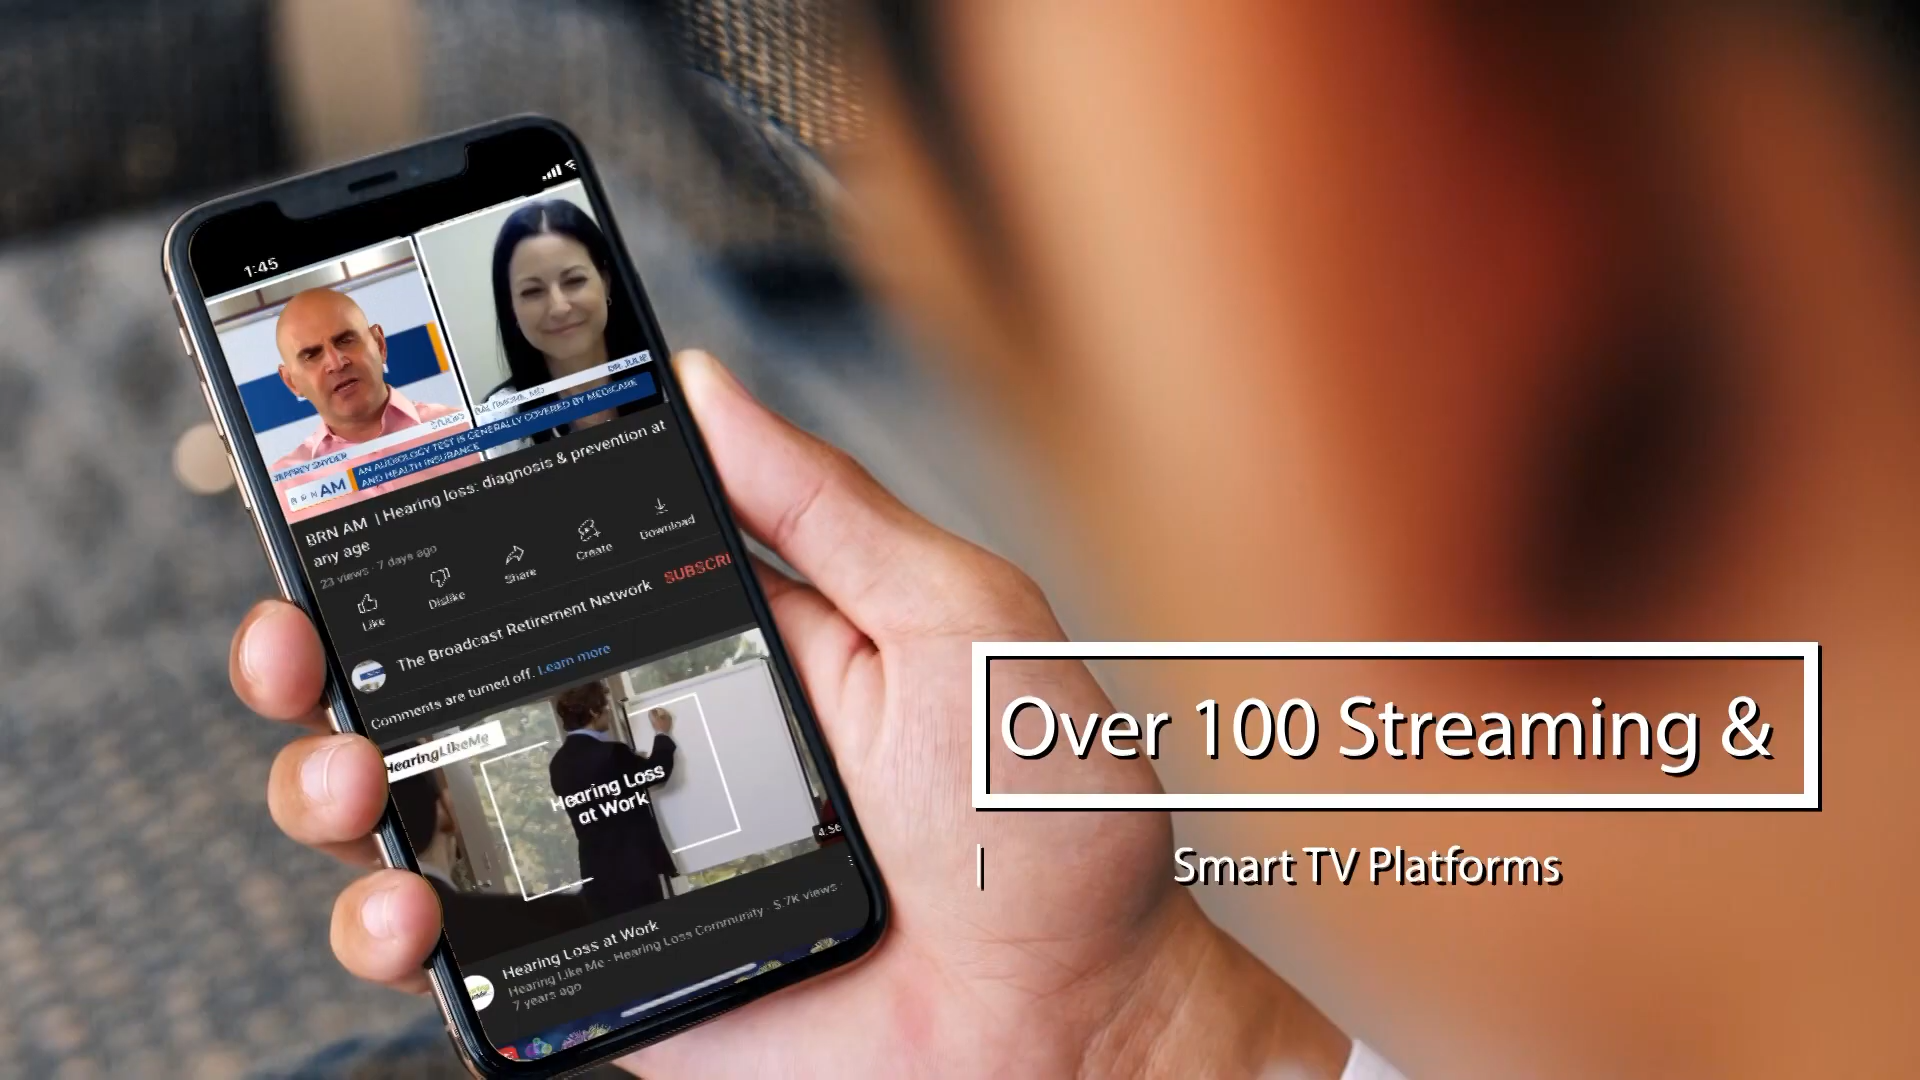 1:45
STUDIO
JEFFREY SNYDER
DR. JULIE
BALTIMORE, MD
BRN AM
AN AUDIOLOGY TEST IS GENERALLY COVERED BY MEDICARE
AND HEALTH INSURANCE
BRN AM | Hearing loss: diagnosis & prevention at
any age
23 views · 7 days ago
Like
Dislike
Share
Create
Download
The Broadcast Retirement Network
SUBSCRI
Comments are turned off. Learn more
HearingLikeMe
Hearing Loss
at Work
4:56
Hearing Loss at Work
Hearing Like Me - Hearing Loss Community · 5.7K views ·
7 years ago
Over 100 Streaming &
| Smart TV Platforms